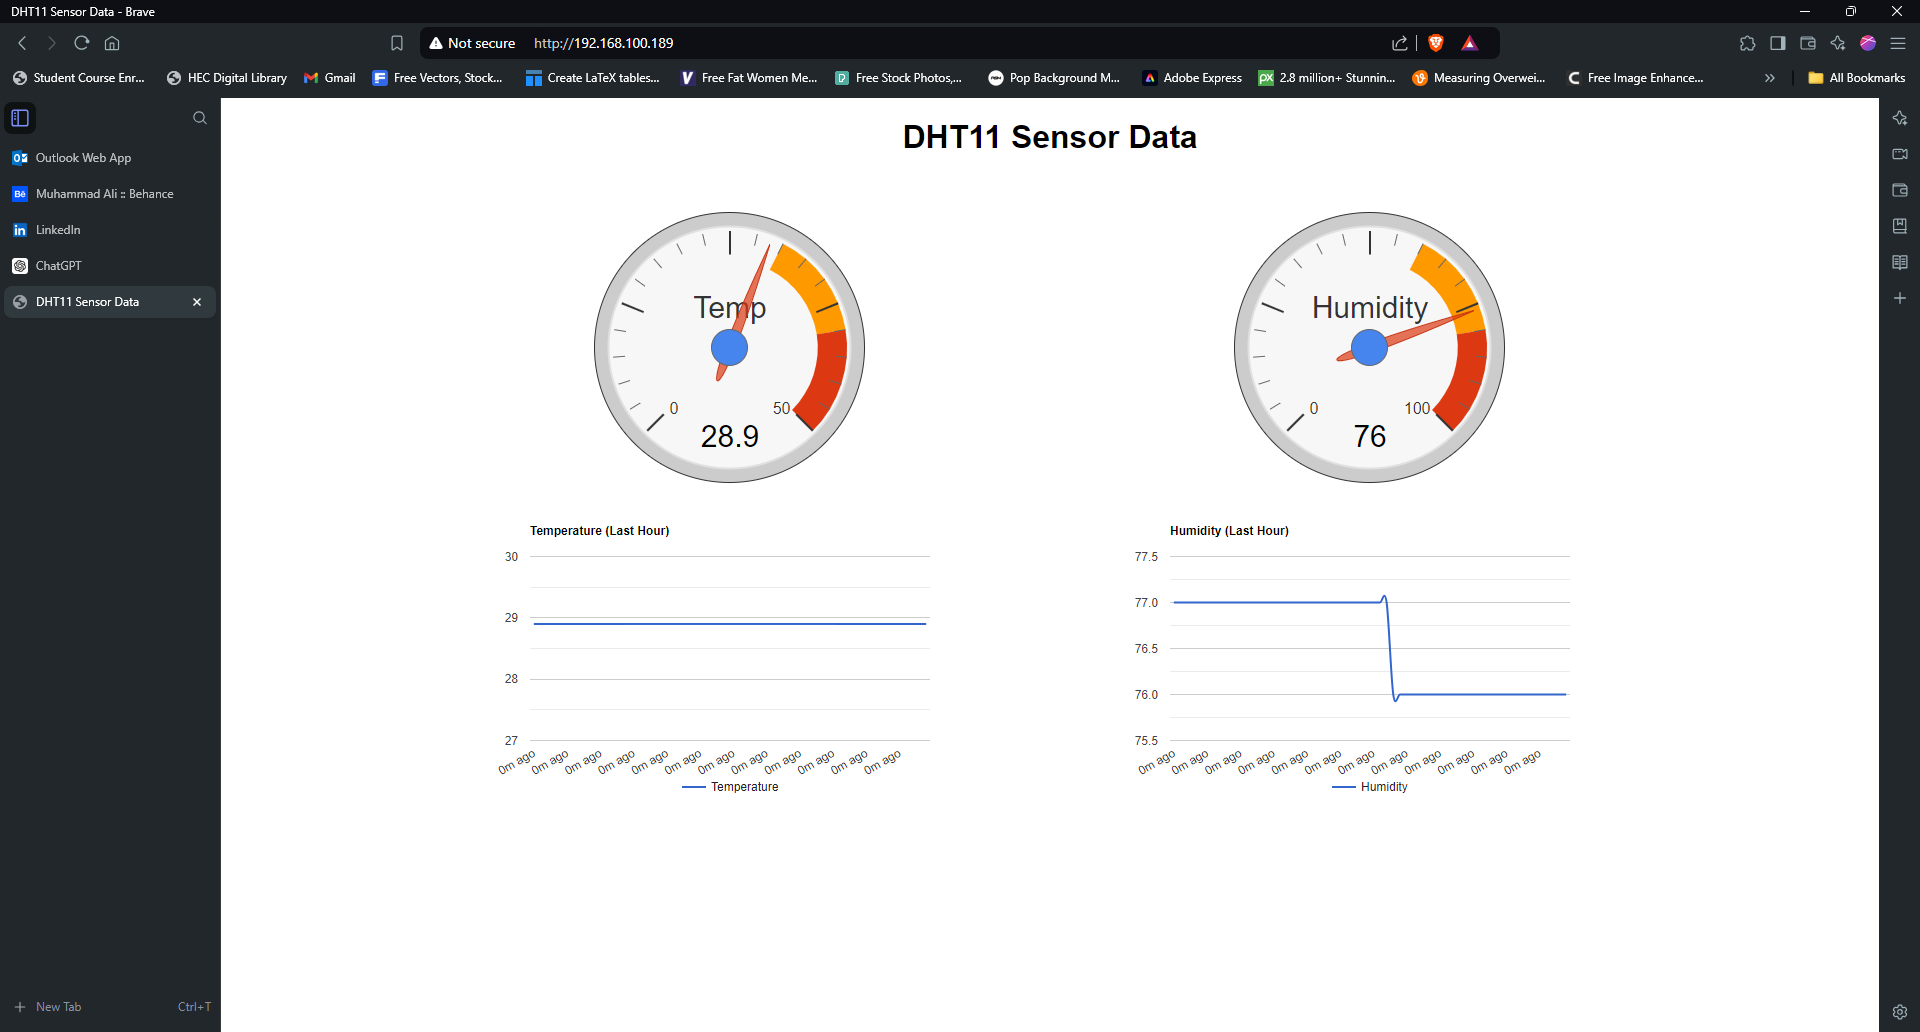 DHT11 Sensor Data - Brave
Not secure http://192.168.100.189
Student Course Enr... HEC Digital Library Gmail Free Vectors, Stock... Create LaTeX tables... Free Fat Women Me... Free Stock Photos,... Pop Background M... Adobe Express 2.8 million+ Stunnin... Measuring Overwei... Free Image Enhance... » All Bookmarks
Outlook Web App
Muhammad Ali :: Behance
LinkedIn
ChatGPT
DHT11 Sensor Data
New Tab Ctrl+T
DHT11 Sensor Data
Temp
0 50
28.9
Humidity
0 100
76
Temperature (Last Hour)
30
29
28
27
0m ago 0m ago 0m ago 0m ago 0m ago 0m ago 0m ago 0m ago 0m ago 0m ago 0m ago 0m ago
Temperature
Humidity (Last Hour)
77.5
77.0
76.5
76.0
75.5
0m ago 0m ago 0m ago 0m ago 0m ago 0m ago 0m ago 0m ago 0m ago 0m ago 0m ago 0m ago
Humidity